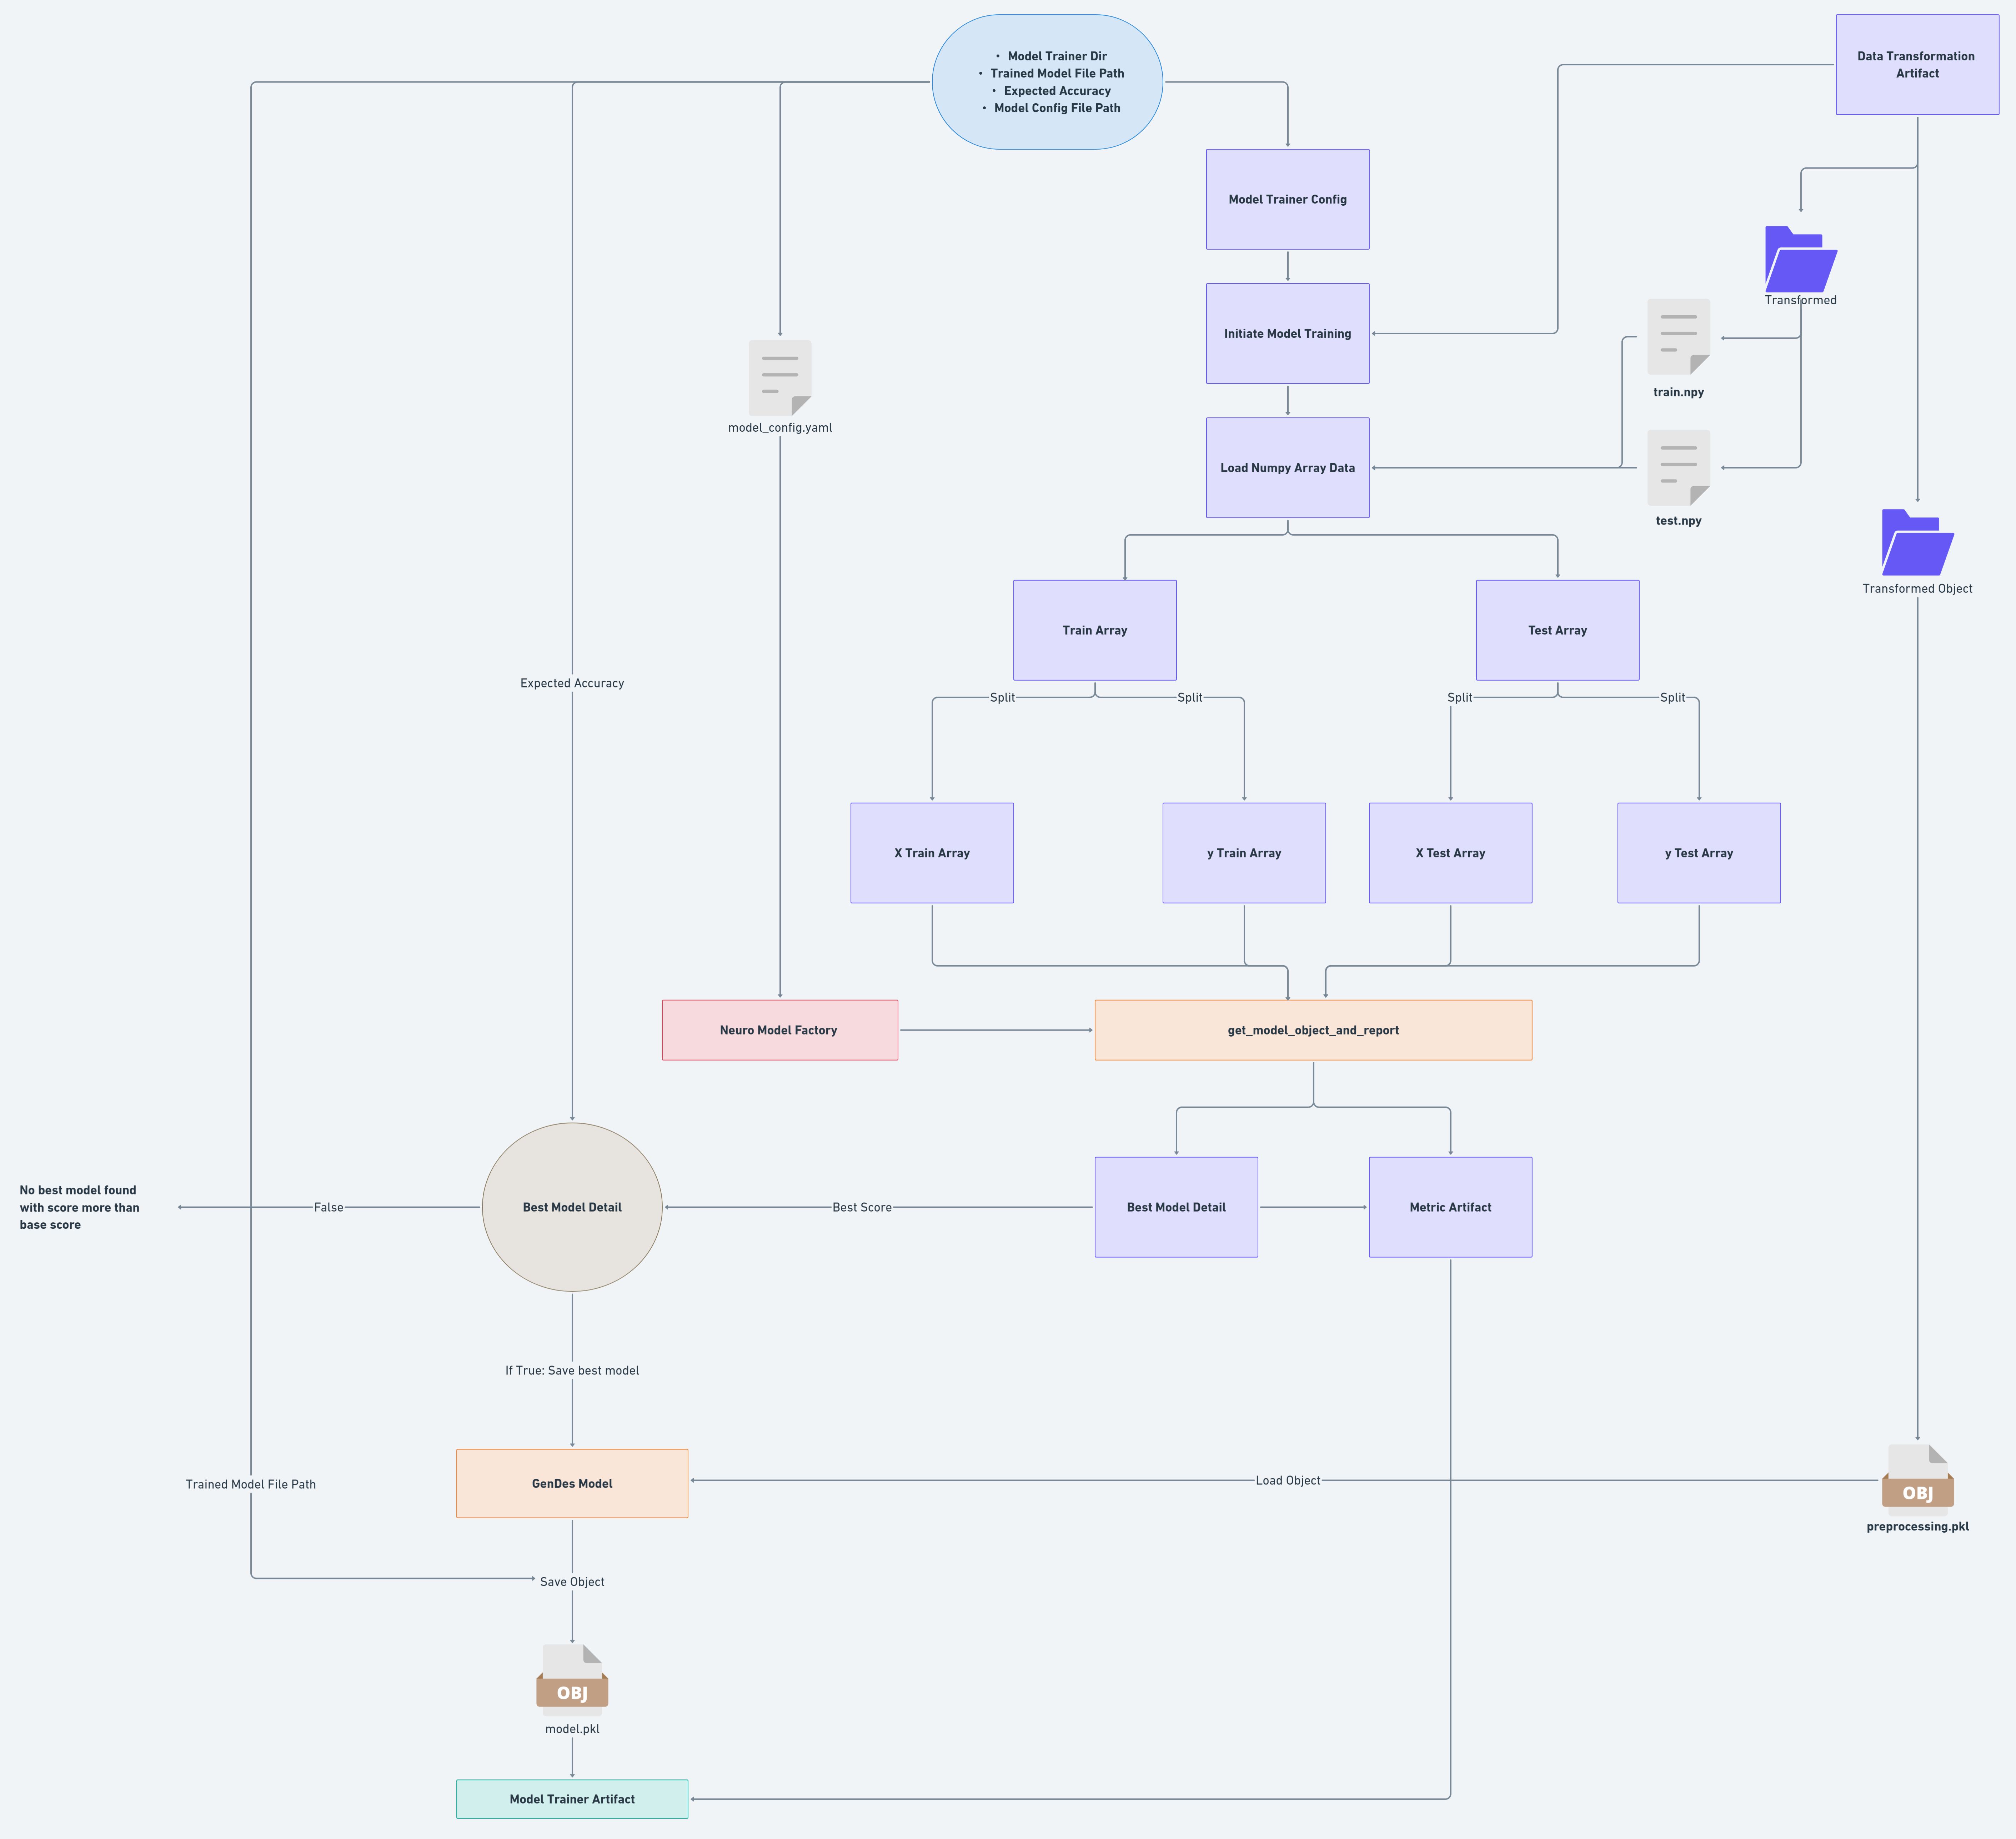 • Model Trainer Dir
• Trained Model File Path
• Expected Accuracy
• Model Config File Path
Data Transformation
Artifact
Model Trainer Config
Transformed
Initiate Model Training
train.npy
model_config.yaml
Load Numpy Array Data
test.npy
Transformed Object
Train Array
Test Array
Expected Accuracy
Split
Split
Split
Split
X Train Array
y Train Array
X Test Array
y Test Array
Neuro Model Factory
get_model_object_and_report
No best model found
with score more than
base score
False
Best Model Detail
Best Score
Best Model Detail
Metric Artifact
If True: Save best model
Trained Model File Path
GenDes Model
Load Object
OBJ
preprocessing.pkl
Save Object
OBJ
model.pkl
Model Trainer Artifact